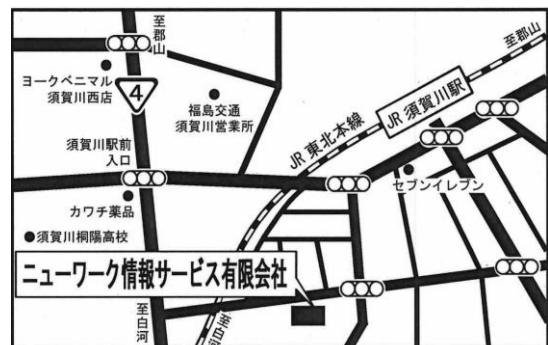 至郡山
至郡山
ヨークベニマル
須賀川西店
4
福島交通
須賀川営業所
JR 須賀川駅
JR 東北本線
須賀川駅前
入口
セブンイレブン
カワチ薬品
須賀川桐陽高校
ニューワーク情報サービス有限会社
至白河
至白河